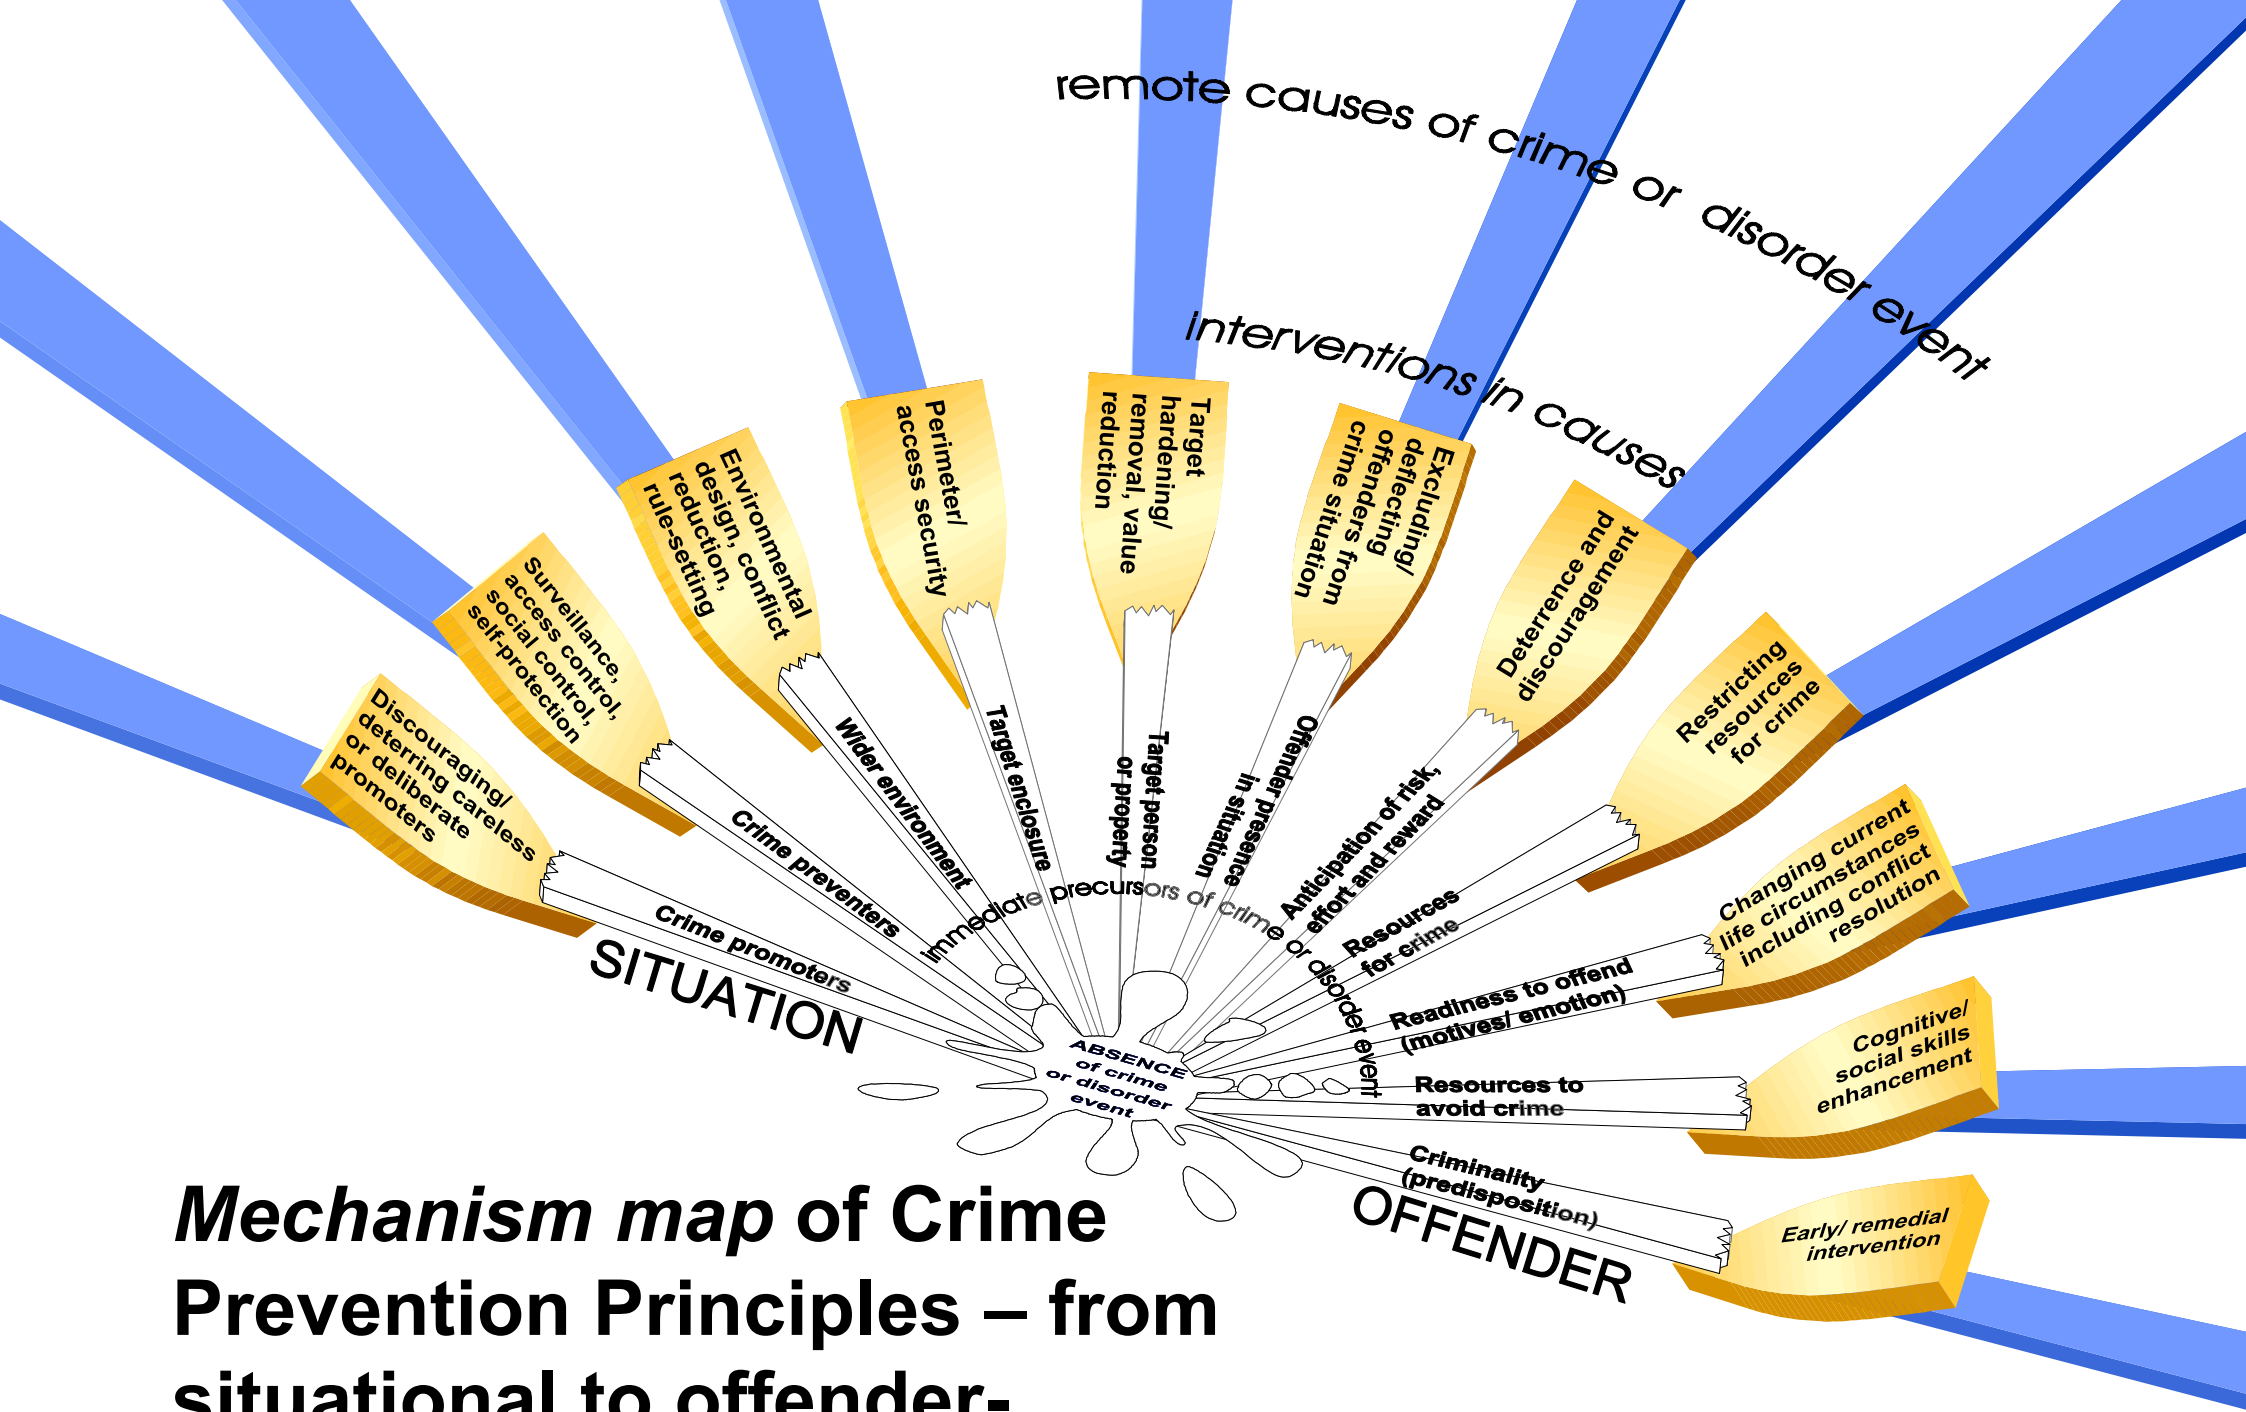 remote causes of crime or disorder event
interventions in causes
Discouraging/
deterring careless
or deliberate
promoters
Surveillance,
access control,
social control,
self-protection
Environmental
design, conflict
reduction,
rule-setting
Perimeter/
access security
Target
hardening/
removal, value
reduction
Excluding/
deflecting
offenders from
crime situation
Deterrence and
discouragement
Restricting
resources
for crime
Changing current
life circumstances
including conflict
resolution
Cognitive/
social skills
enhancement
Early/ remedial
intervention
Crime promoters
Crime preventers
Wider environment
Target enclosure
Target person
or property
Offender presence
in situation
Anticipation of risk,
effort and reward
Resources
for crime
Readiness to offend
(motives/ emotion)
Resources to
avoid crime
Criminality
(predisposition)
Immediate precursors of crime or disorder event
SITUATION
OFFENDER
ABSENCE
of crime
or disorder
event
Mechanism map of Crime
Prevention Principles – from
situational to offender-